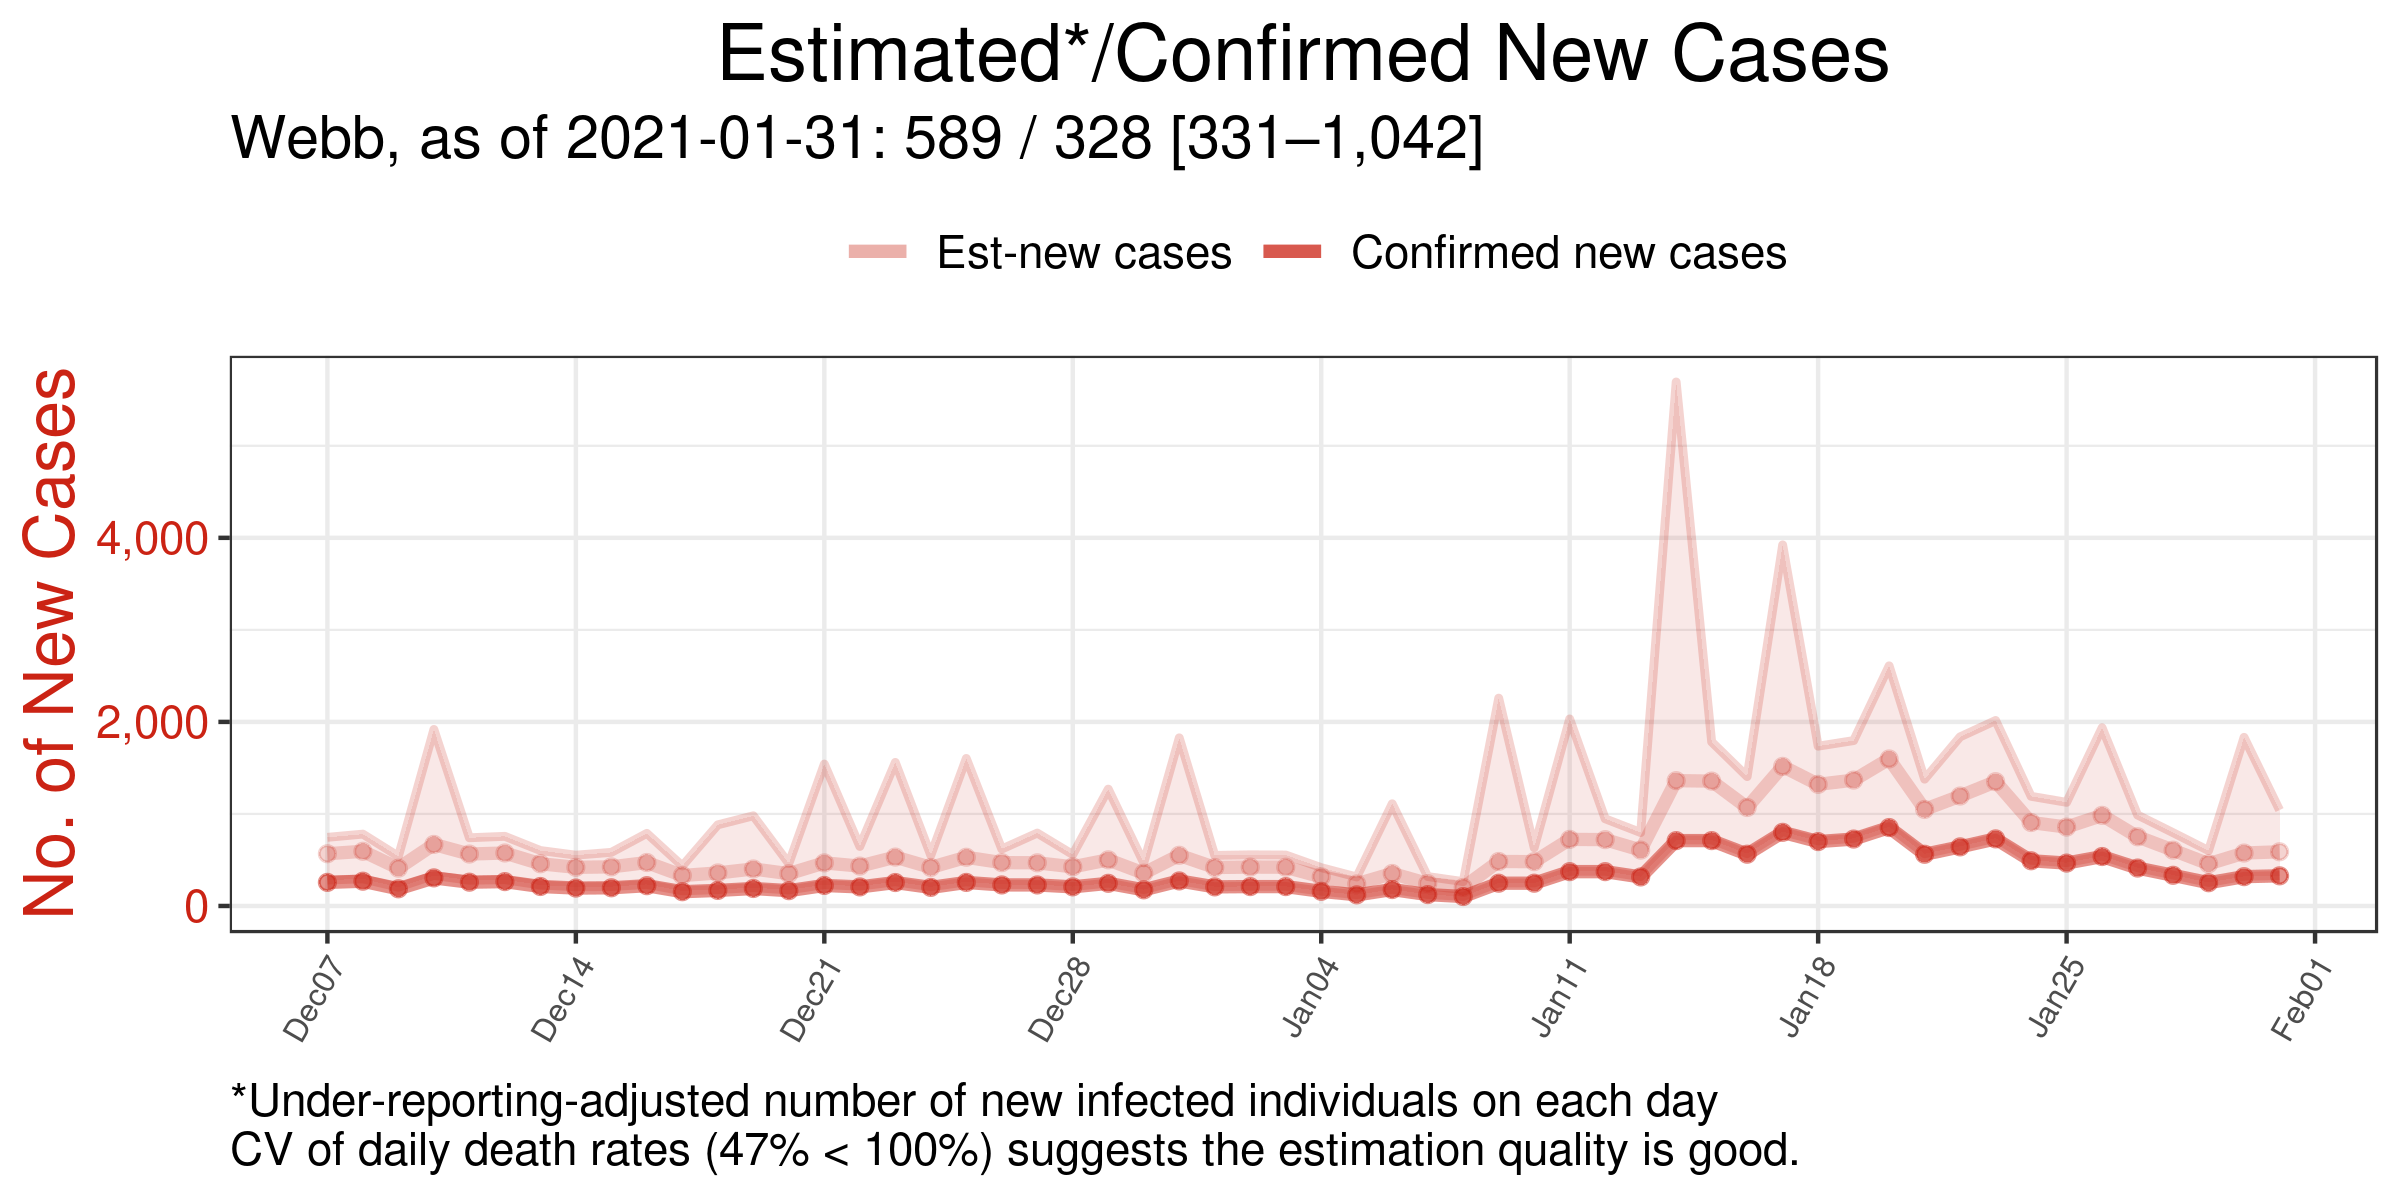 Estimated*/Confirmed New Cases
Webb, as of 2021-01-31: 589 / 328 [331–1,042]
Est-new cases
Confirmed new cases
No. of New Cases
4,000
2,000
0
Dec07
Dec14
Dec21
Dec28
Jan04
Jan11
Jan18
Jan25
Feb01
*Under-reporting-adjusted number of new infected individuals on each day
CV of daily death rates (47% < 100%) suggests the estimation quality is good.